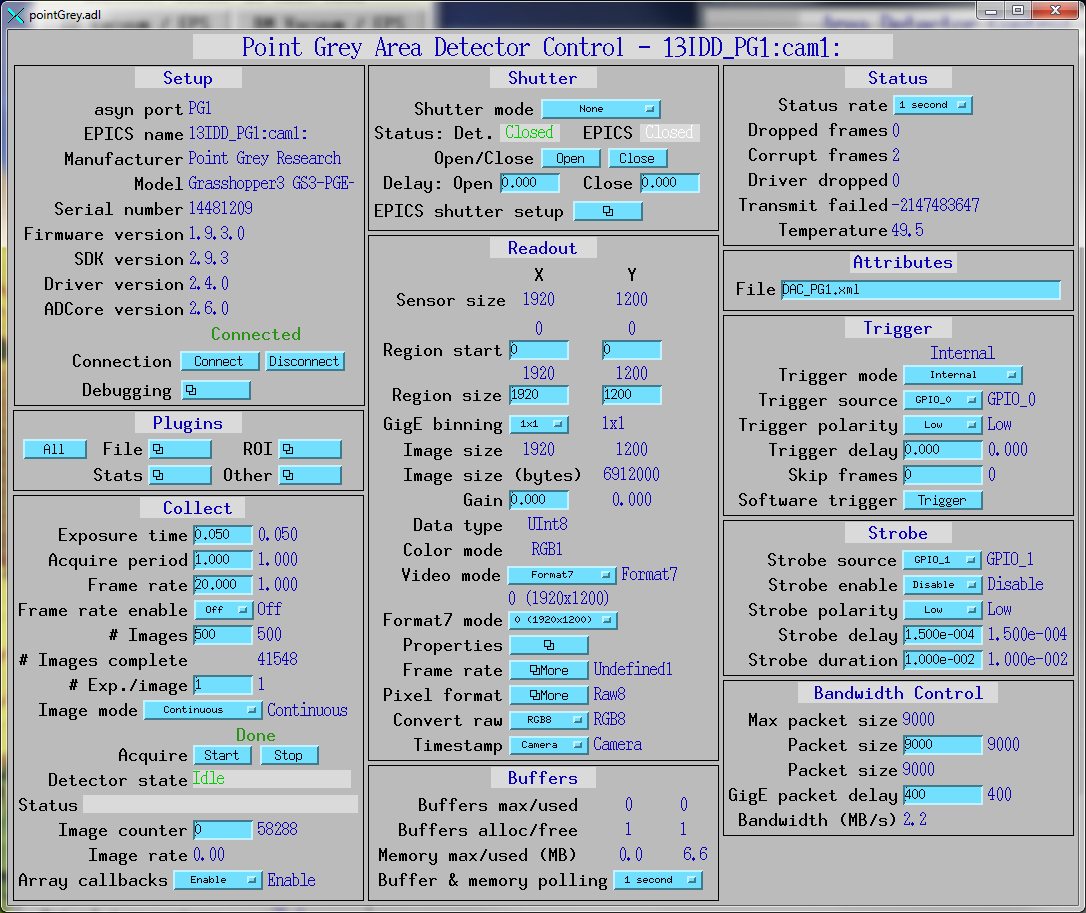 pointGrey.adl
Point Grey Area Detector Control - 13IDD_PG1:cam1:
Setup
asyn port PG1
EPICS name 13IDD_PG1:cam1:
Manufacturer Point Grey Research
Model Grasshopper3 GS3-PGE-
Serial number 14481209
Firmware version 1.9.3.0
SDK version 2.9.3
Driver version 2.4.0
ADCore version 2.6.0
Connected
Connection Connect Disconnect
Debugging
Plugins
All File ROI
Stats Other
Collect
Exposure time 0.050 0.050
Acquire period 1.000 1.000
Frame rate 20.000 1.000
Frame rate enable Off Off
# Images 500 500
# Images complete 41548
# Exp./image 1 1
Image mode Continuous Continuous
Done
Acquire Start Stop
Detector state Idle
Status
Image counter 0 58288
Image rate 0.00
Array callbacks Enable Enable
Shutter
Shutter mode None
Status: Det. Closed EPICS Closed
Open/Close Open Close
Delay: Open 0.000 Close 0.000
EPICS shutter setup
Readout
X Y
Sensor size 1920 1200
0 0
Region start 0 0
1920 1200
Region size 1920 1200
GigE binning 1x1 1x1
Image size 1920 1200
Image size (bytes) 6912000
Gain 0.000 0.000
Data type UInt8
Color mode RGB1
Video mode Format7 Format7
0 (1920x1200)
Format7 mode 0 (1920x1200)
Properties
Frame rate More Undefined1
Pixel format More Raw8
Convert raw RGB8 RGB8
Timestamp Camera Camera
Buffers
Buffers max/used 0 0
Buffers alloc/free 1 1
Memory max/used (MB) 0.0 6.6
Buffer & memory polling 1 second
Status
Status rate 1 second
Dropped frames 0
Corrupt frames 2
Driver dropped 0
Transmit failed -2147483647
Temperature 49.5
Attributes
File DAC_PG1.xml
Trigger
Internal
Trigger mode Internal
Trigger source GPIO_0 GPIO_0
Trigger polarity Low Low
Trigger delay 0.000 0.000
Skip frames 0 0
Software trigger Trigger
Strobe
Strobe source GPIO_1 GPIO_1
Strobe enable Disable Disable
Strobe polarity Low Low
Strobe delay 1.500e-004 1.500e-004
Strobe duration 1.000e-002 1.000e-002
Bandwidth Control
Max packet size 9000
Packet size 9000 9000
Packet size 9000
GigE packet delay 400 400
Bandwidth (MB/s) 2.2